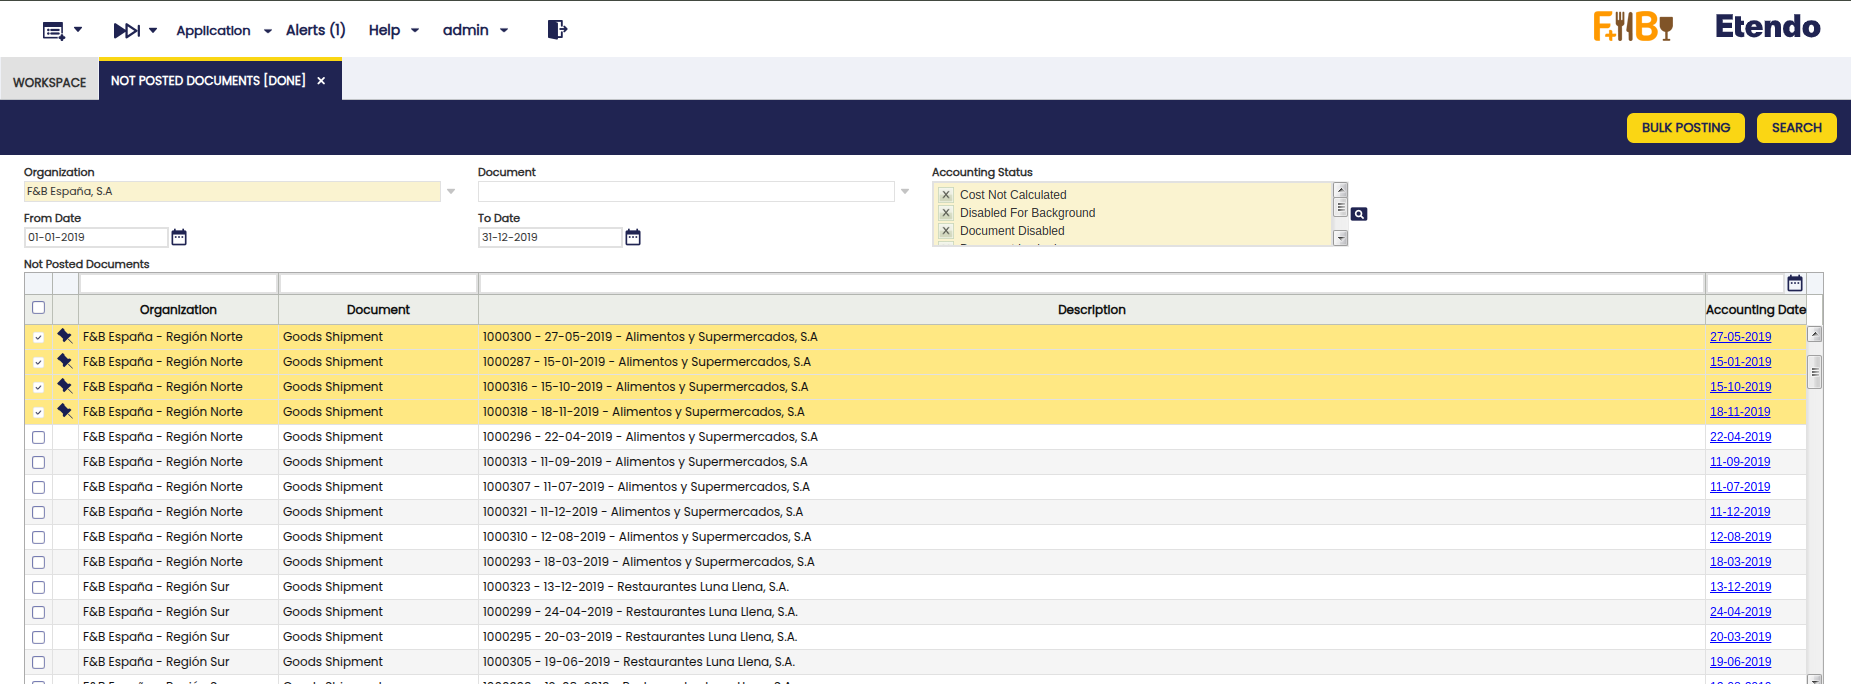 Application Alerts (1) Help admin F&B Etendo
WORKSPACE NOT POSTED DOCUMENTS [DONE] ×
BULK POSTING SEARCH
Organization Document Accounting Status
F&B España, S.A
Cost Not Calculated
Disabled For Background
Document Disabled
From Date To Date
01-01-2019 31-12-2019
Not Posted Documents
Organization Document Description Accounting Date
F&B España - Región Norte Goods Shipment 1000300 - 27-05-2019 - Alimentos y Supermercados, S.A 27-05-2019
F&B España - Región Norte Goods Shipment 1000287 - 15-01-2019 - Alimentos y Supermercados, S.A 15-01-2019
F&B España - Región Norte Goods Shipment 1000316 - 15-10-2019 - Alimentos y Supermercados, S.A 15-10-2019
F&B España - Región Norte Goods Shipment 1000318 - 18-11-2019 - Alimentos y Supermercados, S.A 18-11-2019
F&B España - Región Norte Goods Shipment 1000296 - 22-04-2019 - Alimentos y Supermercados, S.A 22-04-2019
F&B España - Región Norte Goods Shipment 1000313 - 11-09-2019 - Alimentos y Supermercados, S.A 11-09-2019
F&B España - Región Norte Goods Shipment 1000307 - 11-07-2019 - Alimentos y Supermercados, S.A 11-07-2019
F&B España - Región Norte Goods Shipment 1000321 - 11-12-2019 - Alimentos y Supermercados, S.A 11-12-2019
F&B España - Región Norte Goods Shipment 1000310 - 12-08-2019 - Alimentos y Supermercados, S.A 12-08-2019
F&B España - Región Norte Goods Shipment 1000293 - 18-03-2019 - Alimentos y Supermercados, S.A 18-03-2019
F&B España - Región Sur Goods Shipment 1000323 - 13-12-2019 - Restaurantes Luna Llena, S.A. 13-12-2019
F&B España - Región Sur Goods Shipment 1000299 - 24-04-2019 - Restaurantes Luna Llena, S.A. 24-04-2019
F&B España - Región Sur Goods Shipment 1000295 - 20-03-2019 - Restaurantes Luna Llena, S.A. 20-03-2019
F&B España - Región Sur Goods Shipment 1000305 - 19-06-2019 - Restaurantes Luna Llena, S.A. 19-06-2019